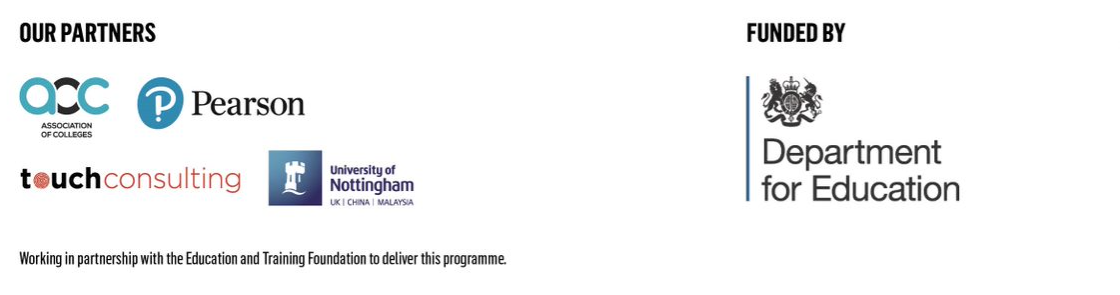 OUR PARTNERS
FUNDED BY
aoc
ASSOCIATION
OF COLLEGES
Pearson
touchconsulting
University of
Nottingham
UK | CHINA | MALAYSIA
Department
for Education
Working in partnership with the Education and Training Foundation to deliver this programme.